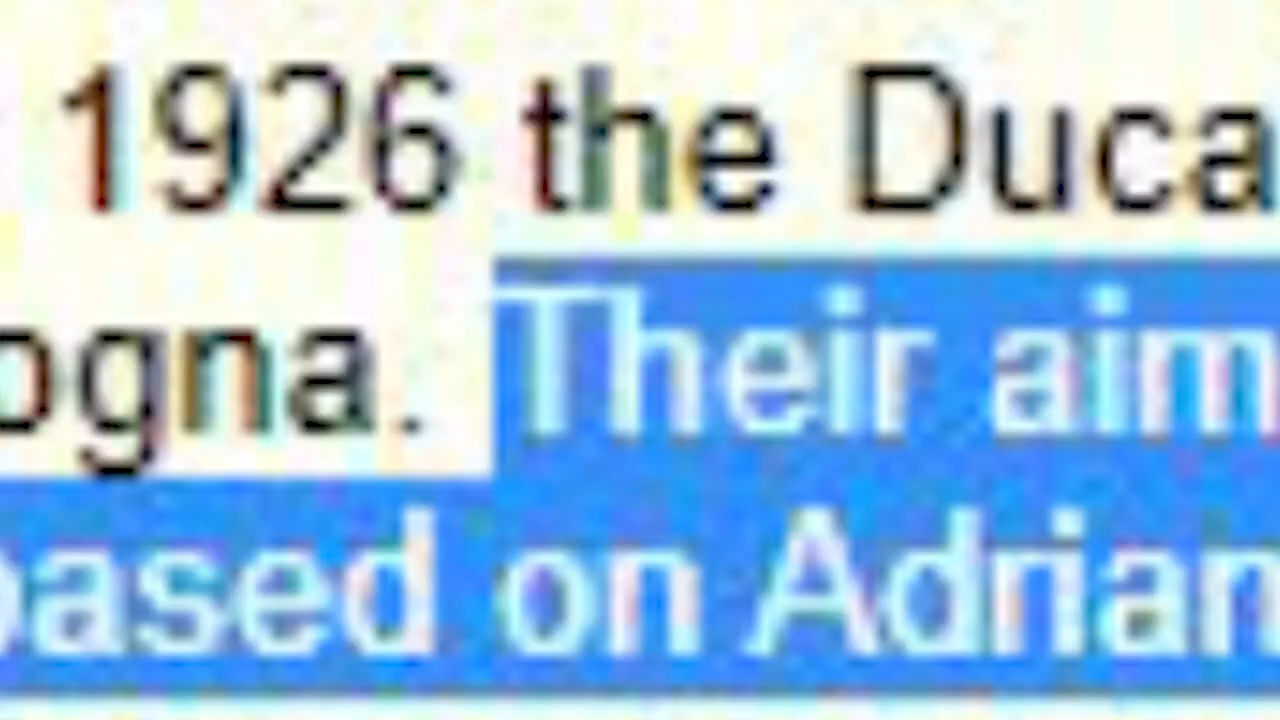 1926 the Duca
ogna. Their aim
based on Adrian